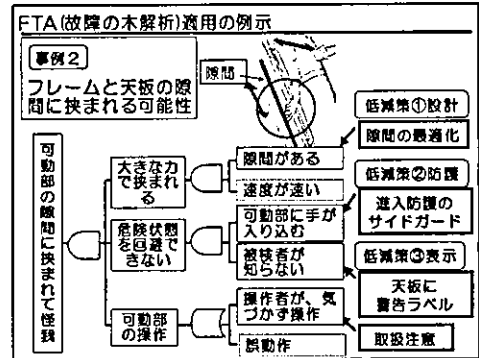 FTA(故障の木解析)適用の例示
事例2
フレームと天板の隙
間に挟まれる可能性
隙間
低減策①設計
隙間の最適化
低減策②防護
進入防護の
サイドガード
低減策③表示
天板に
警告ラベル
取扱注意
可動部の隙間に挟まれて怪我
大きな力
で挟まれ
る
隙間がある
速度が速い
危険状態
を回避で
きない
可動部に手が
入り込む
被検者が
知らない
可動部
の操作
操作者が、気
づかず操作
誤動作